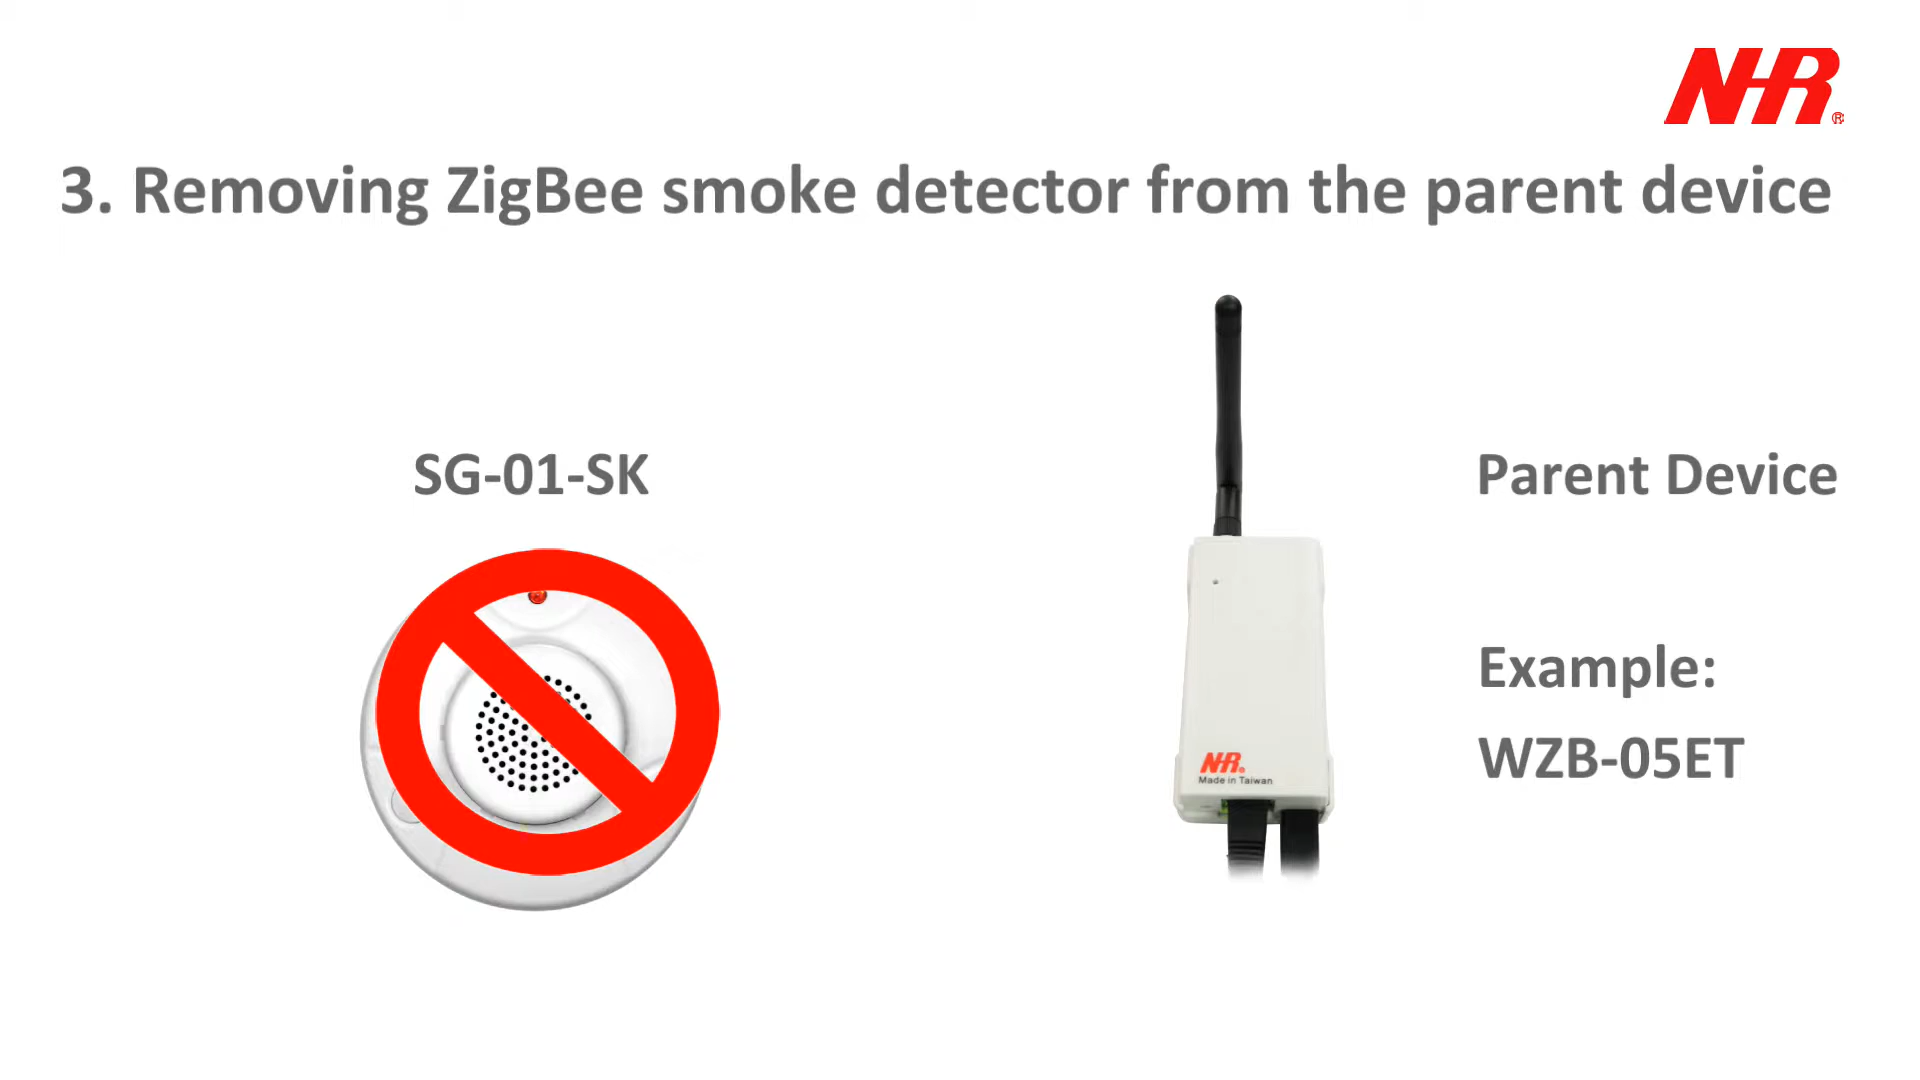 NHR®
3. Removing ZigBee smoke detector from the parent device
SG-01-SK
Parent Device
Example:
WZB-05ET
NHR®
Made in Taiwan